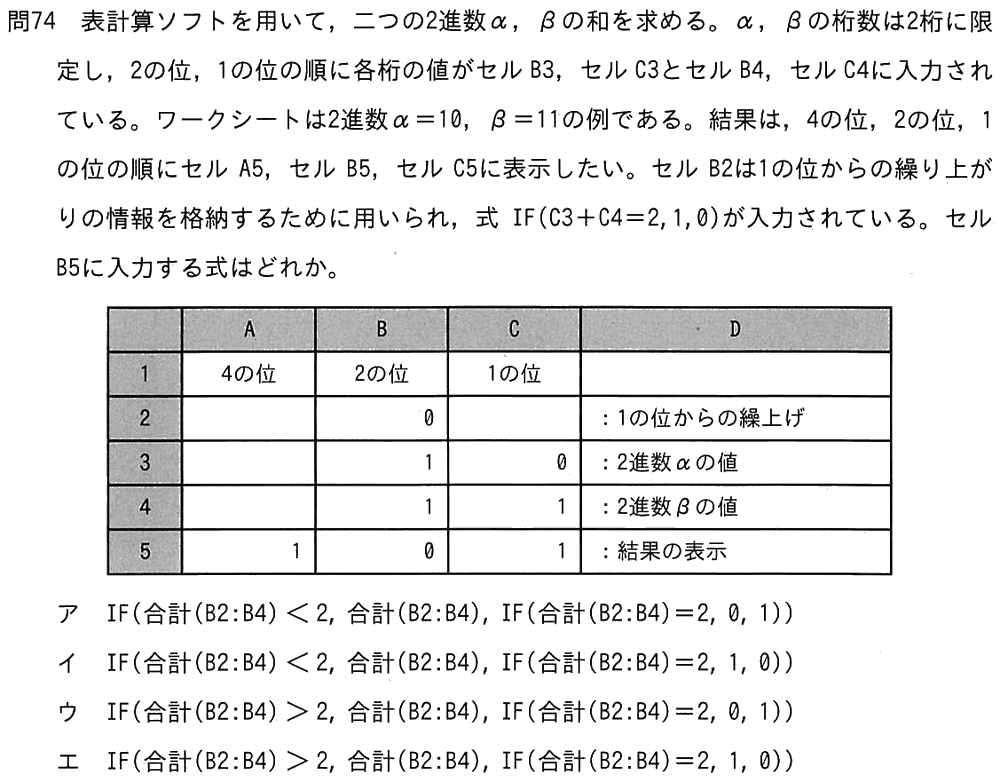 問74 表計算ソフトを用いて，二つの2進数α，βの和を求める。α，βの桁数は2桁に限
定し，2の位，1の位の順に各桁の値がセル B3，セル C3とセル B4，セル C4に入力され
ている。ワークシートは2進数α＝10，β＝11の例である。結果は，4の位，2の位，1
の位の順にセル A5，セル B5，セル C5に表示したい。セル B2は1の位からの繰り上が
りの情報を格納するために用いられ，式 IF(C3＋C4＝2,1,0)が入力されている。セル
B5に入力する式はどれか。
A B C D
1 4の位 2の位 1の位
2 0 ：1の位からの繰上げ
3 1 0 ：2進数αの値
4 1 1 ：2進数βの値
5 1 0 1 ：結果の表示
ア IF(合計(B2:B4)＜2, 合計(B2:B4), IF(合計(B2:B4)＝2, 0, 1))
イ IF(合計(B2:B4)＜2, 合計(B2:B4), IF(合計(B2:B4)＝2, 1, 0))
ウ IF(合計(B2:B4)＞2, 合計(B2:B4), IF(合計(B2:B4)＝2, 0, 1))
エ IF(合計(B2:B4)＞2, 合計(B2:B4), IF(合計(B2:B4)＝2, 1, 0))